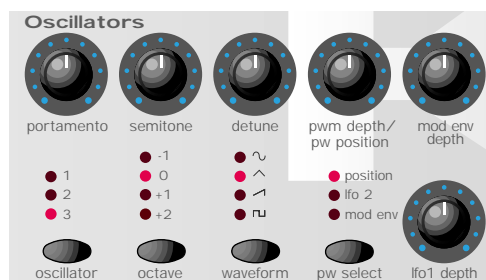 Oscillators
portamento semitone detune pwm depth/ pw position mod env depth
-1
1 0 position
2 +1 lfo 2
3 +2 mod env
oscillator octave waveform pw select lfo1 depth